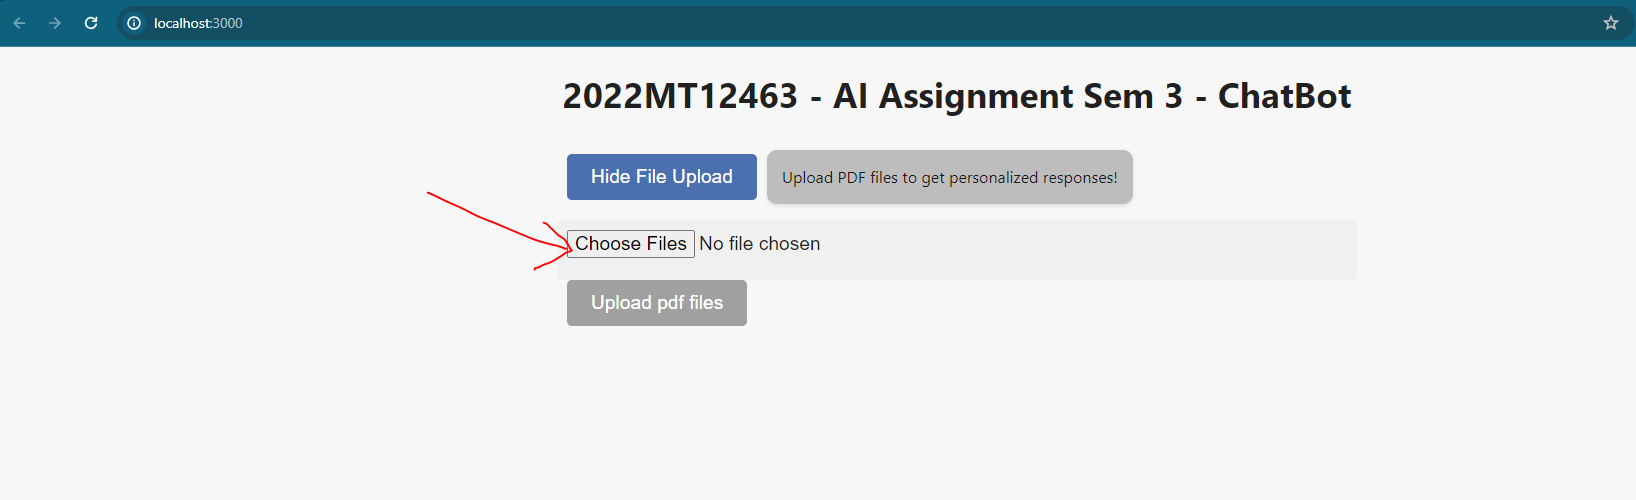 localhost:3000
2022MT12463 - AI Assignment Sem 3 - ChatBot
Hide File Upload
Upload PDF files to get personalized responses!
Choose Files No file chosen
Upload pdf files